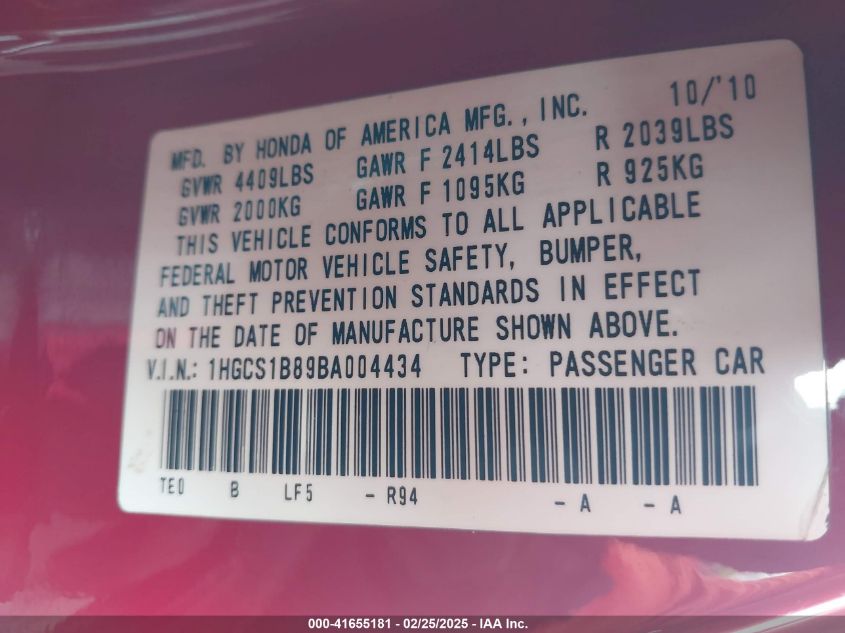 MFD. BY HONDA OF AMERICA MFG., INC. 10/'10
GVWR 4409LBS GAWR F 2414LBS R 2039LBS
GVWR 2000KG GAWR F 1095KG R 925KG
THIS VEHICLE CONFORMS TO ALL APPLICABLE
FEDERAL MOTOR VEHICLE SAFETY, BUMPER,
AND THEFT PREVENTION STANDARDS IN EFFECT
ON THE DATE OF MANUFACTURE SHOWN ABOVE.
V.I.N.: 1HGCS1B89BA004434 TYPE: PASSENGER CAR
TE0 B LF5 - R94 - A - A
000-41655181 - 02/25/2025 - IAA Inc.